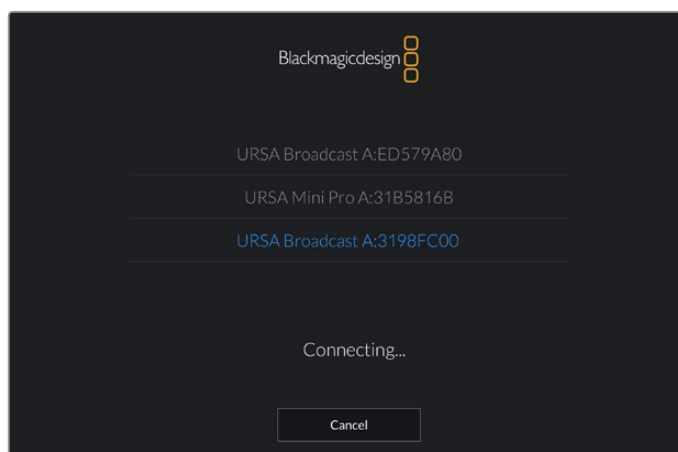 Blackmagicdesign
URSA Broadcast A:ED579A80
URSA Mini Pro A:31B5816B
URSA Broadcast A:3198FC00
Connecting...
Cancel